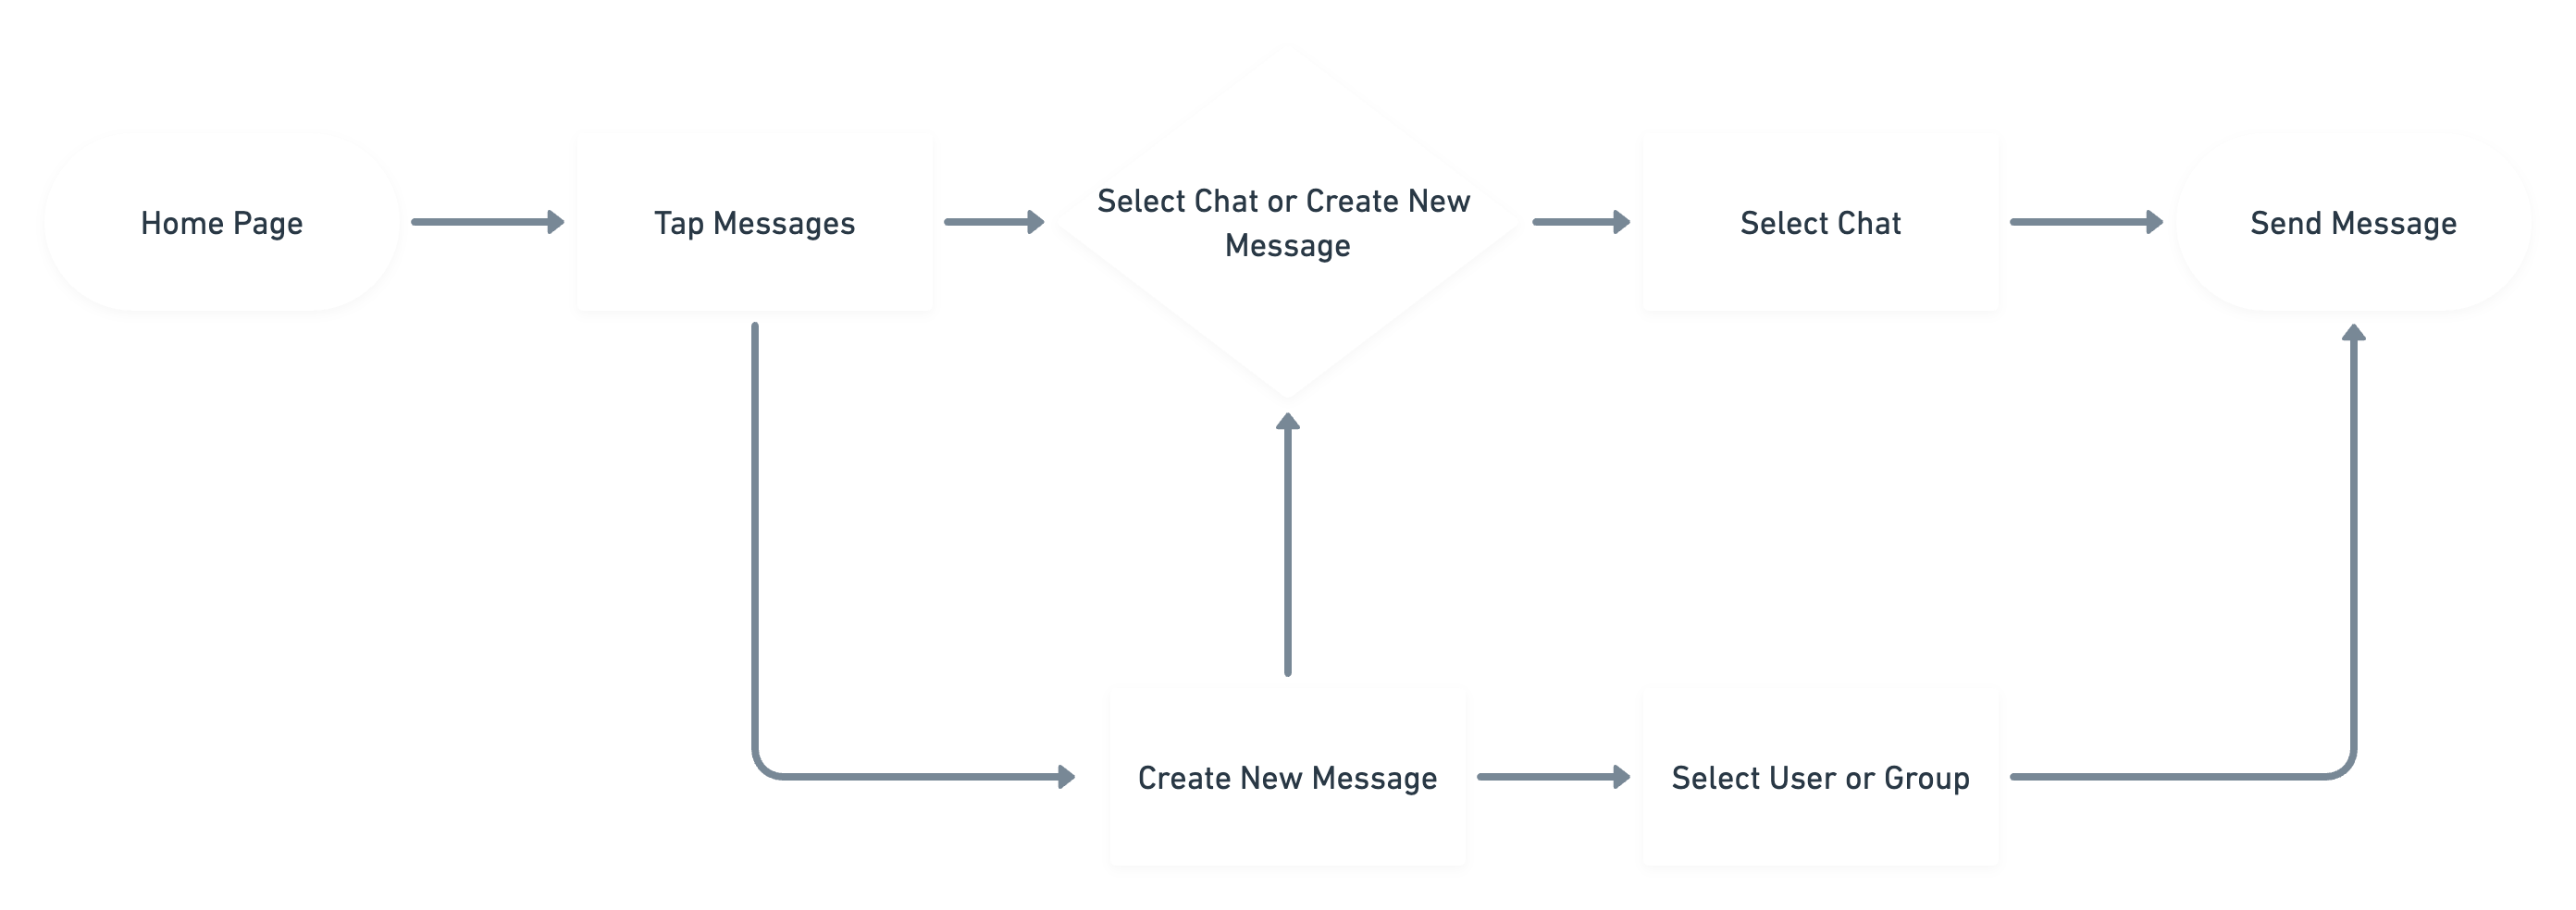 Home Page
Tap Messages
Select Chat or Create New
Message
Select Chat
Send Message
Create New Message
Select User or Group